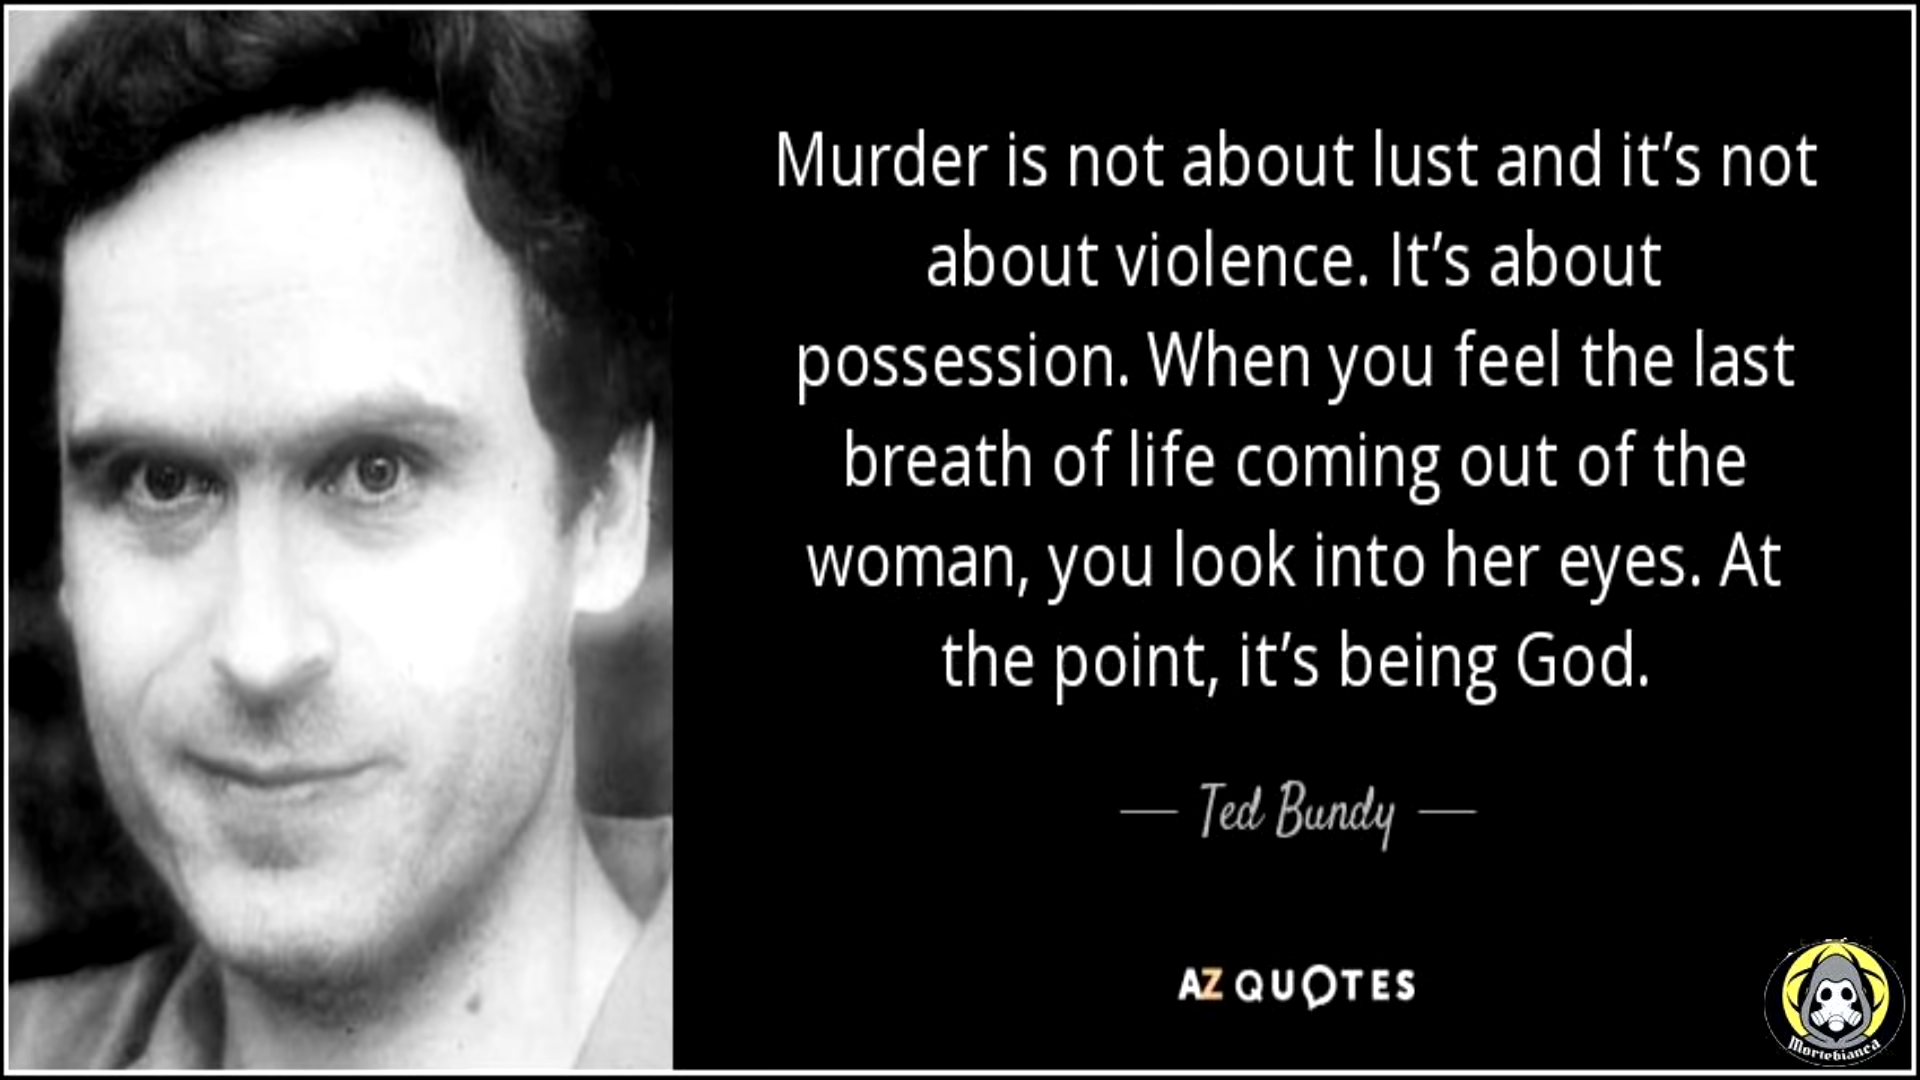 Murder is not about lust and it’s not
about violence. It’s about
possession. When you feel the last
breath of life coming out of the
woman, you look into her eyes. At
the point, it’s being God.
— Ted Bundy —
AZ QUOTES
Mortebianca